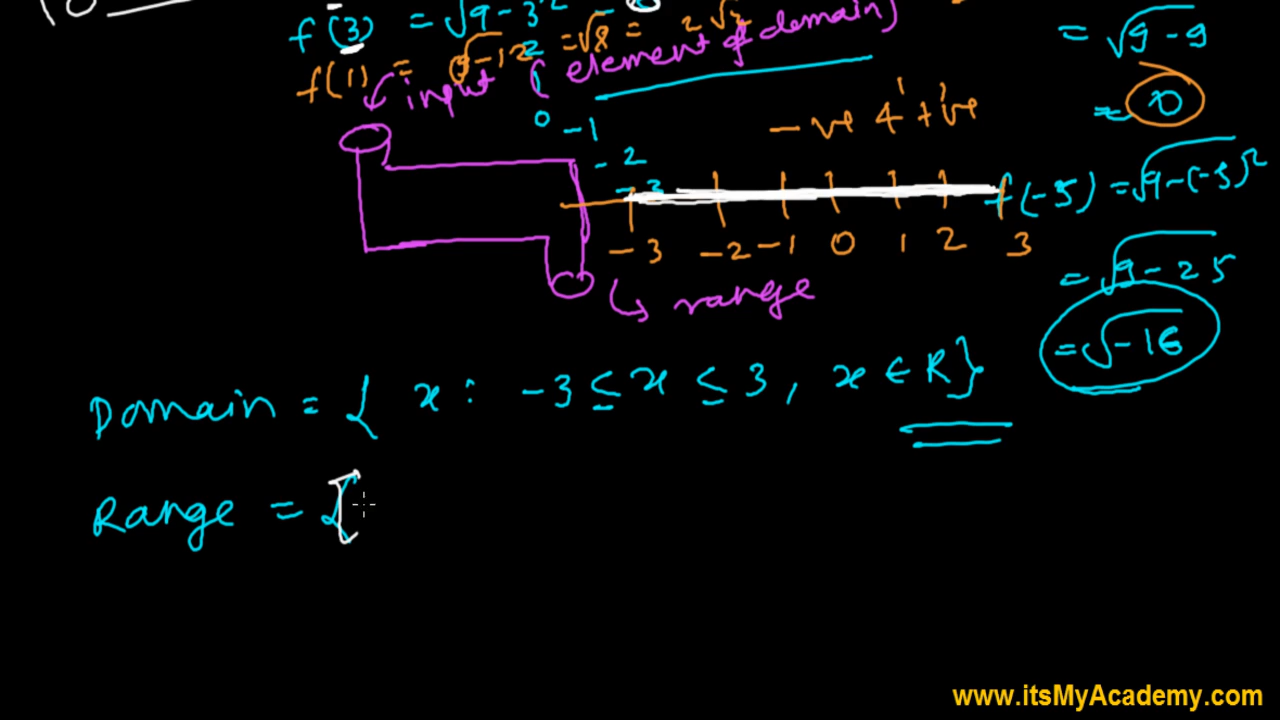 f(3) = √9-3²
f(1) = √9-1² = √8 = 2√2
input (element of domain)
2
1
0
-1
-2
-3
-ve & +ve
= √9-9
= 0
f(-5) = √9-(-5)²
-3 -2 -1 0 1 2 3
= √9-25
range
= √-16
Domain = { x : -3 ≤ x ≤ 3, x ∈ R}
Range = {[
www.itsMyAcademy.com